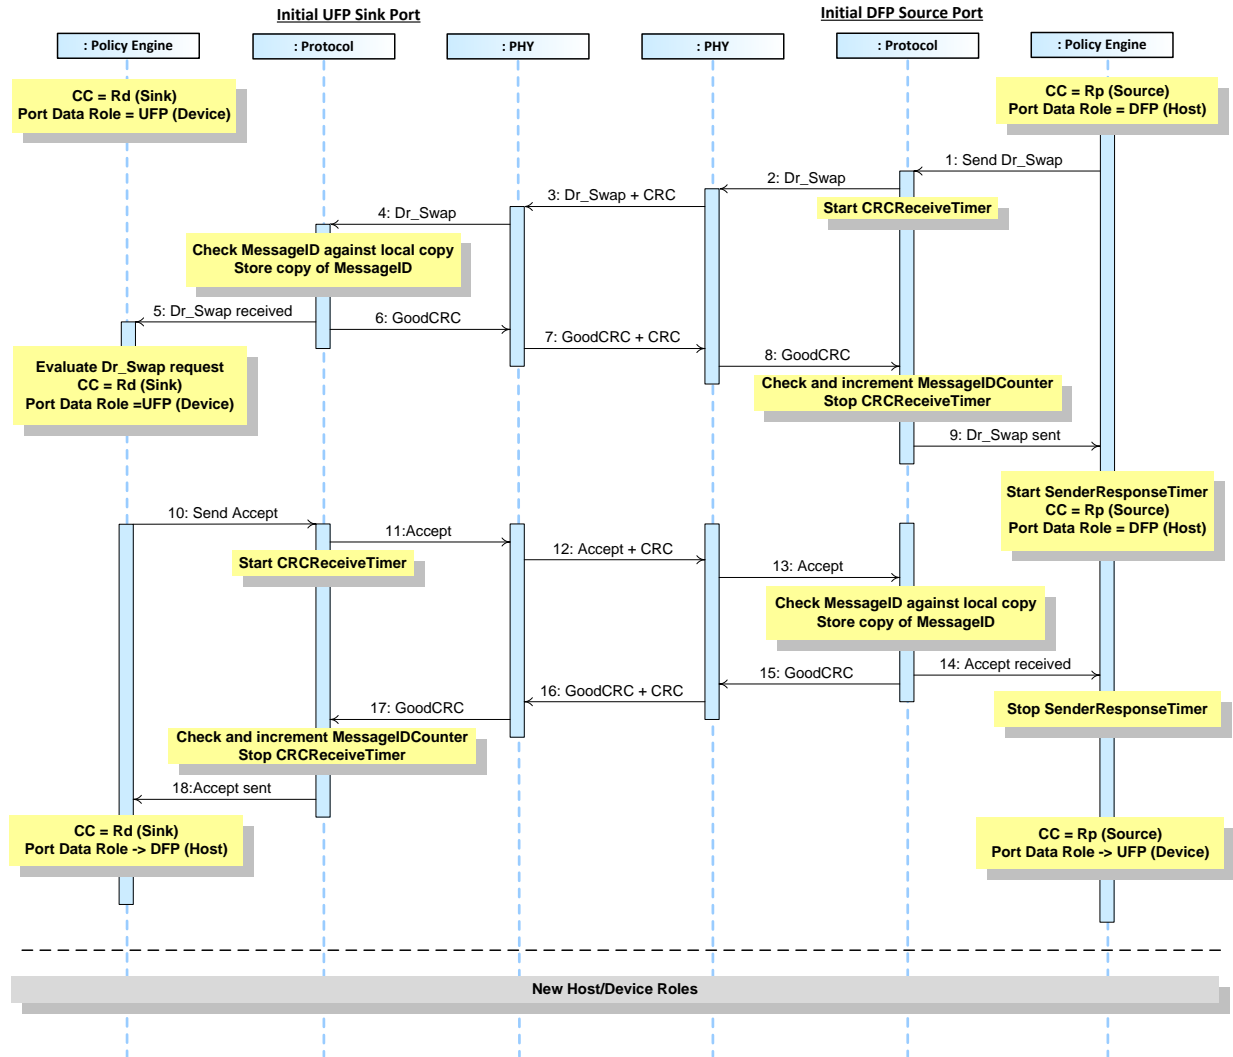 Initial UFP Sink Port
Initial DFP Source Port
: Policy Engine
: Protocol
: PHY
: PHY
: Protocol
: Policy Engine
CC = Rd (Sink)
Port Data Role = UFP (Device)
CC = Rp (Source)
Port Data Role = DFP (Host)
1: Send Dr_Swap
2: Dr_Swap
Start CRCReceiveTimer
3: Dr_Swap + CRC
4: Dr_Swap
Check MessageID against local copy
Store copy of MessageID
5: Dr_Swap received
6: GoodCRC
7: GoodCRC + CRC
8: GoodCRC
Evaluate Dr_Swap request
CC = Rd (Sink)
Port Data Role =UFP (Device)
Check and increment MessageIDCounter
Stop CRCReceiveTimer
9: Dr_Swap sent
Start SenderResponseTimer
CC = Rp (Source)
Port Data Role = DFP (Host)
10: Send Accept
11:Accept
Start CRCReceiveTimer
12: Accept + CRC
13: Accept
Check MessageID against local copy
Store copy of MessageID
14: Accept received
15: GoodCRC
16: GoodCRC + CRC
17: GoodCRC
Stop SenderResponseTimer
Check and increment MessageIDCounter
Stop CRCReceiveTimer
18:Accept sent
CC = Rd (Sink)
Port Data Role -> DFP (Host)
CC = Rp (Source)
Port Data Role -> UFP (Device)
New Host/Device Roles